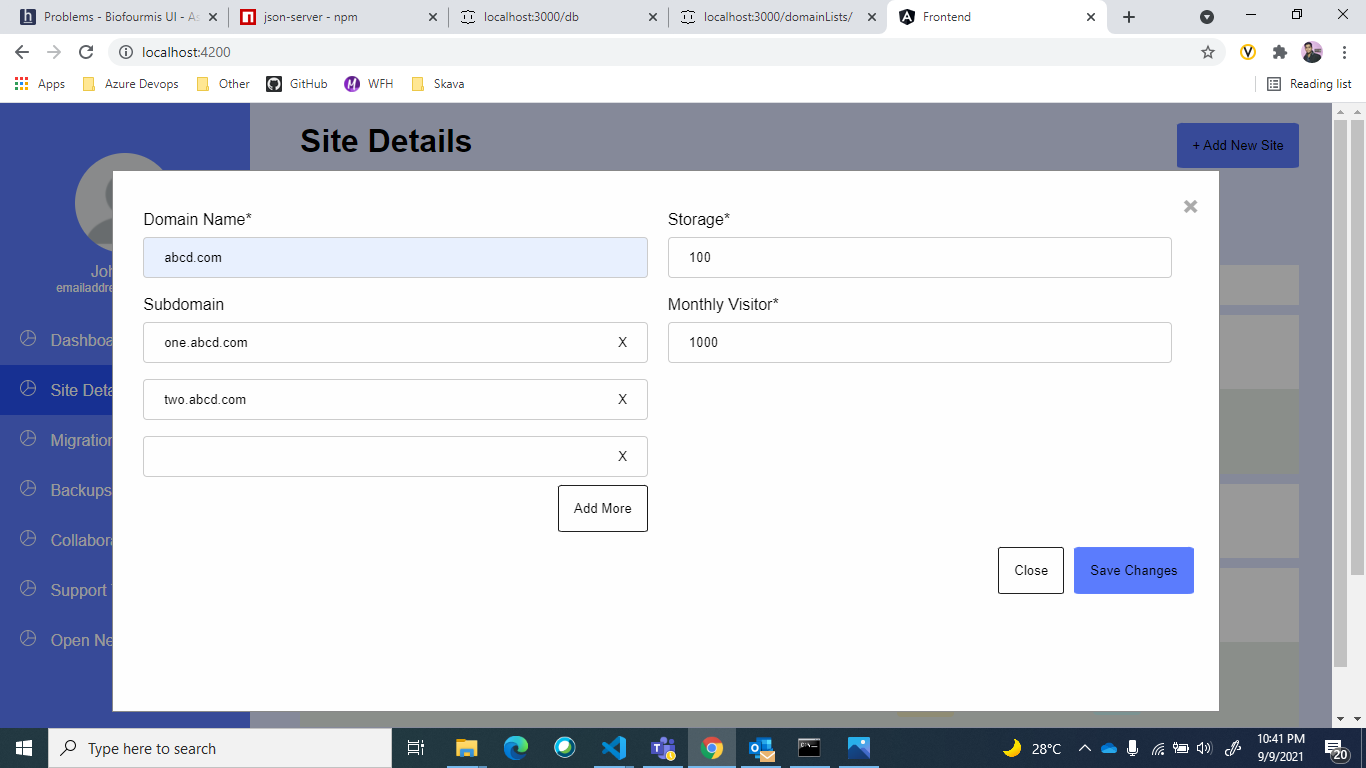 Problems - Biofourmis UI - As
json-server - npm
localhost:3000/db
localhost:3000/domainLists/
Frontend
localhost:4200
Apps
Azure Devops
Other
GitHub
WFH
Skava
Reading list
Site Details
+ Add New Site
Domain Name*
Storage*
abcd.com
100
Subdomain
Monthly Visitor*
one.abcd.com X
1000
two.abcd.com X
X
Add More
Close
Save Changes
Joh
emailaddre
Dashboa
Site Deta
Migration
Backups
Collabora
Support
Open Ne
Type here to search
28°C
10:41 PM
9/9/2021
20